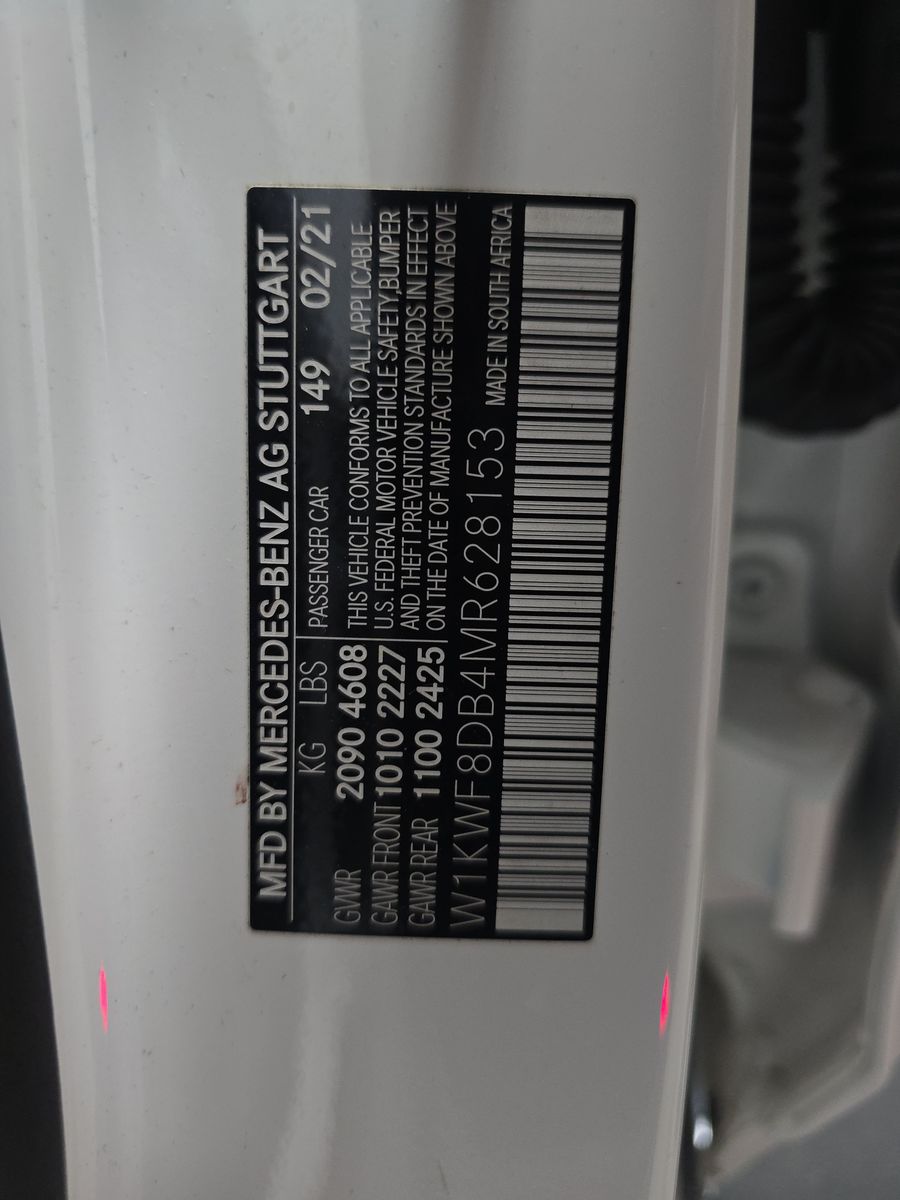 MFD BY MERCEDES-BENZ AG STUTTGART
KG LBS PASSENGER CAR 149 02/21
GVWR 2090 4608 THIS VEHICLE CONFORMS TO ALL APPLICABLE
GAWR FRONT 1010 2227 U.S. FEDERAL MOTOR VEHICLE SAFETY,BUMPER
GAWR REAR 1100 2425 AND THEFT PREVENTION STANDARDS IN EFFECT
ON THE DATE OF MANUFACTURE SHOWN ABOVE
W1KWF8DB4MR628153 MADE IN SOUTH AFRICA